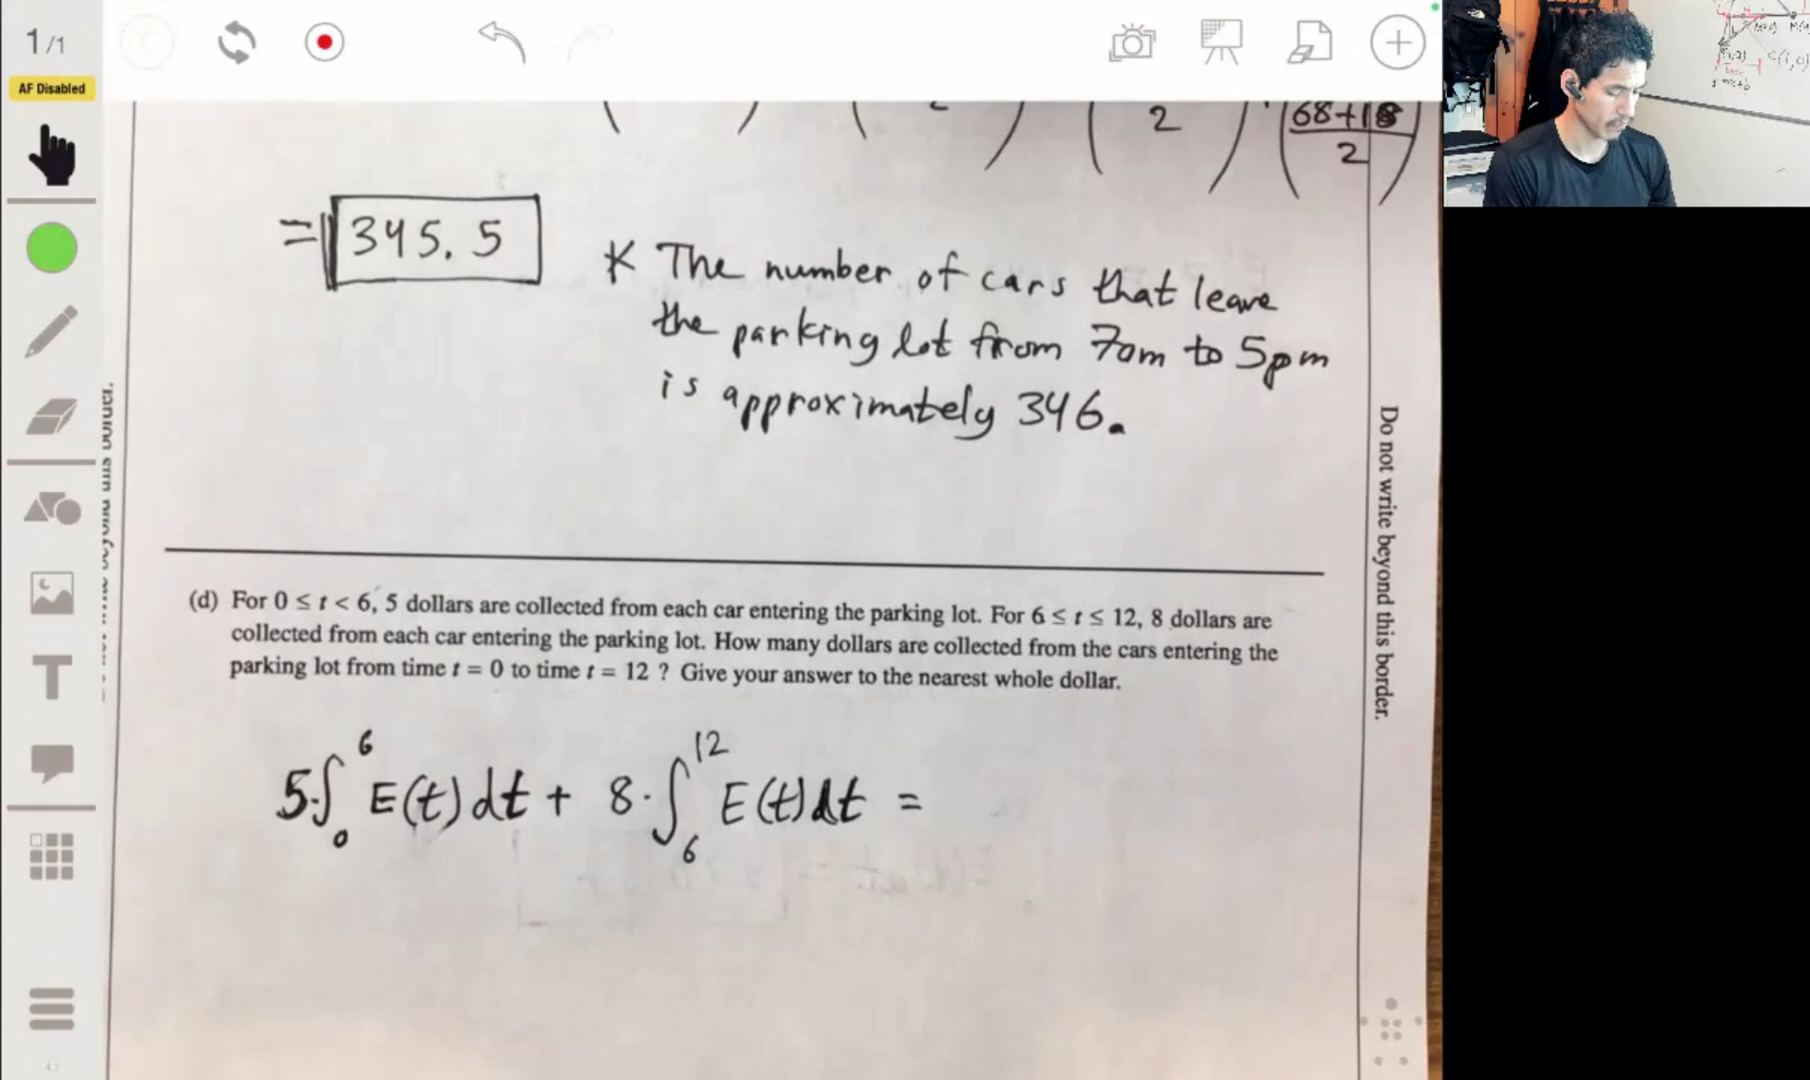 1/1
AF Disabled
2
68+18
2
= 345.5
* The number of cars that leave
the parking lot from 7am to 5pm
is approximately 346.
Do not write beyond this border.
(d) For 0 ≤ t < 6, 5 dollars are collected from each car entering the parking lot. For 6 ≤ t ≤ 12, 8 dollars are
collected from each car entering the parking lot. How many dollars are collected from the cars entering the
parking lot from time t = 0 to time t = 12 ? Give your answer to the nearest whole dollar.
5·∫₀⁶ E(t) dt + 8·∫₆¹² E(t) dt =
T